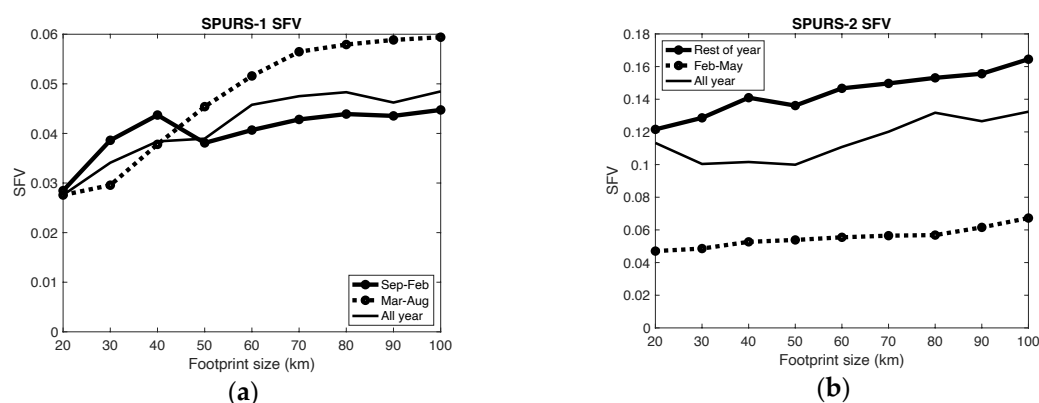 SPURS-1 SFV
0.06
0.05
0.04
0.03
0.02
0.01
0
SFV
Sep-Feb
Mar-Aug
All year
20 30 40 50 60 70 80 90 100
Footprint size (km)
(a)
SPURS-2 SFV
0.18
0.16
0.14
0.12
0.1
0.08
0.06
0.04
0.02
0
SFV
Rest of year
Feb-May
All year
20 30 40 50 60 70 80 90 100
Footprint size (km)
(b)